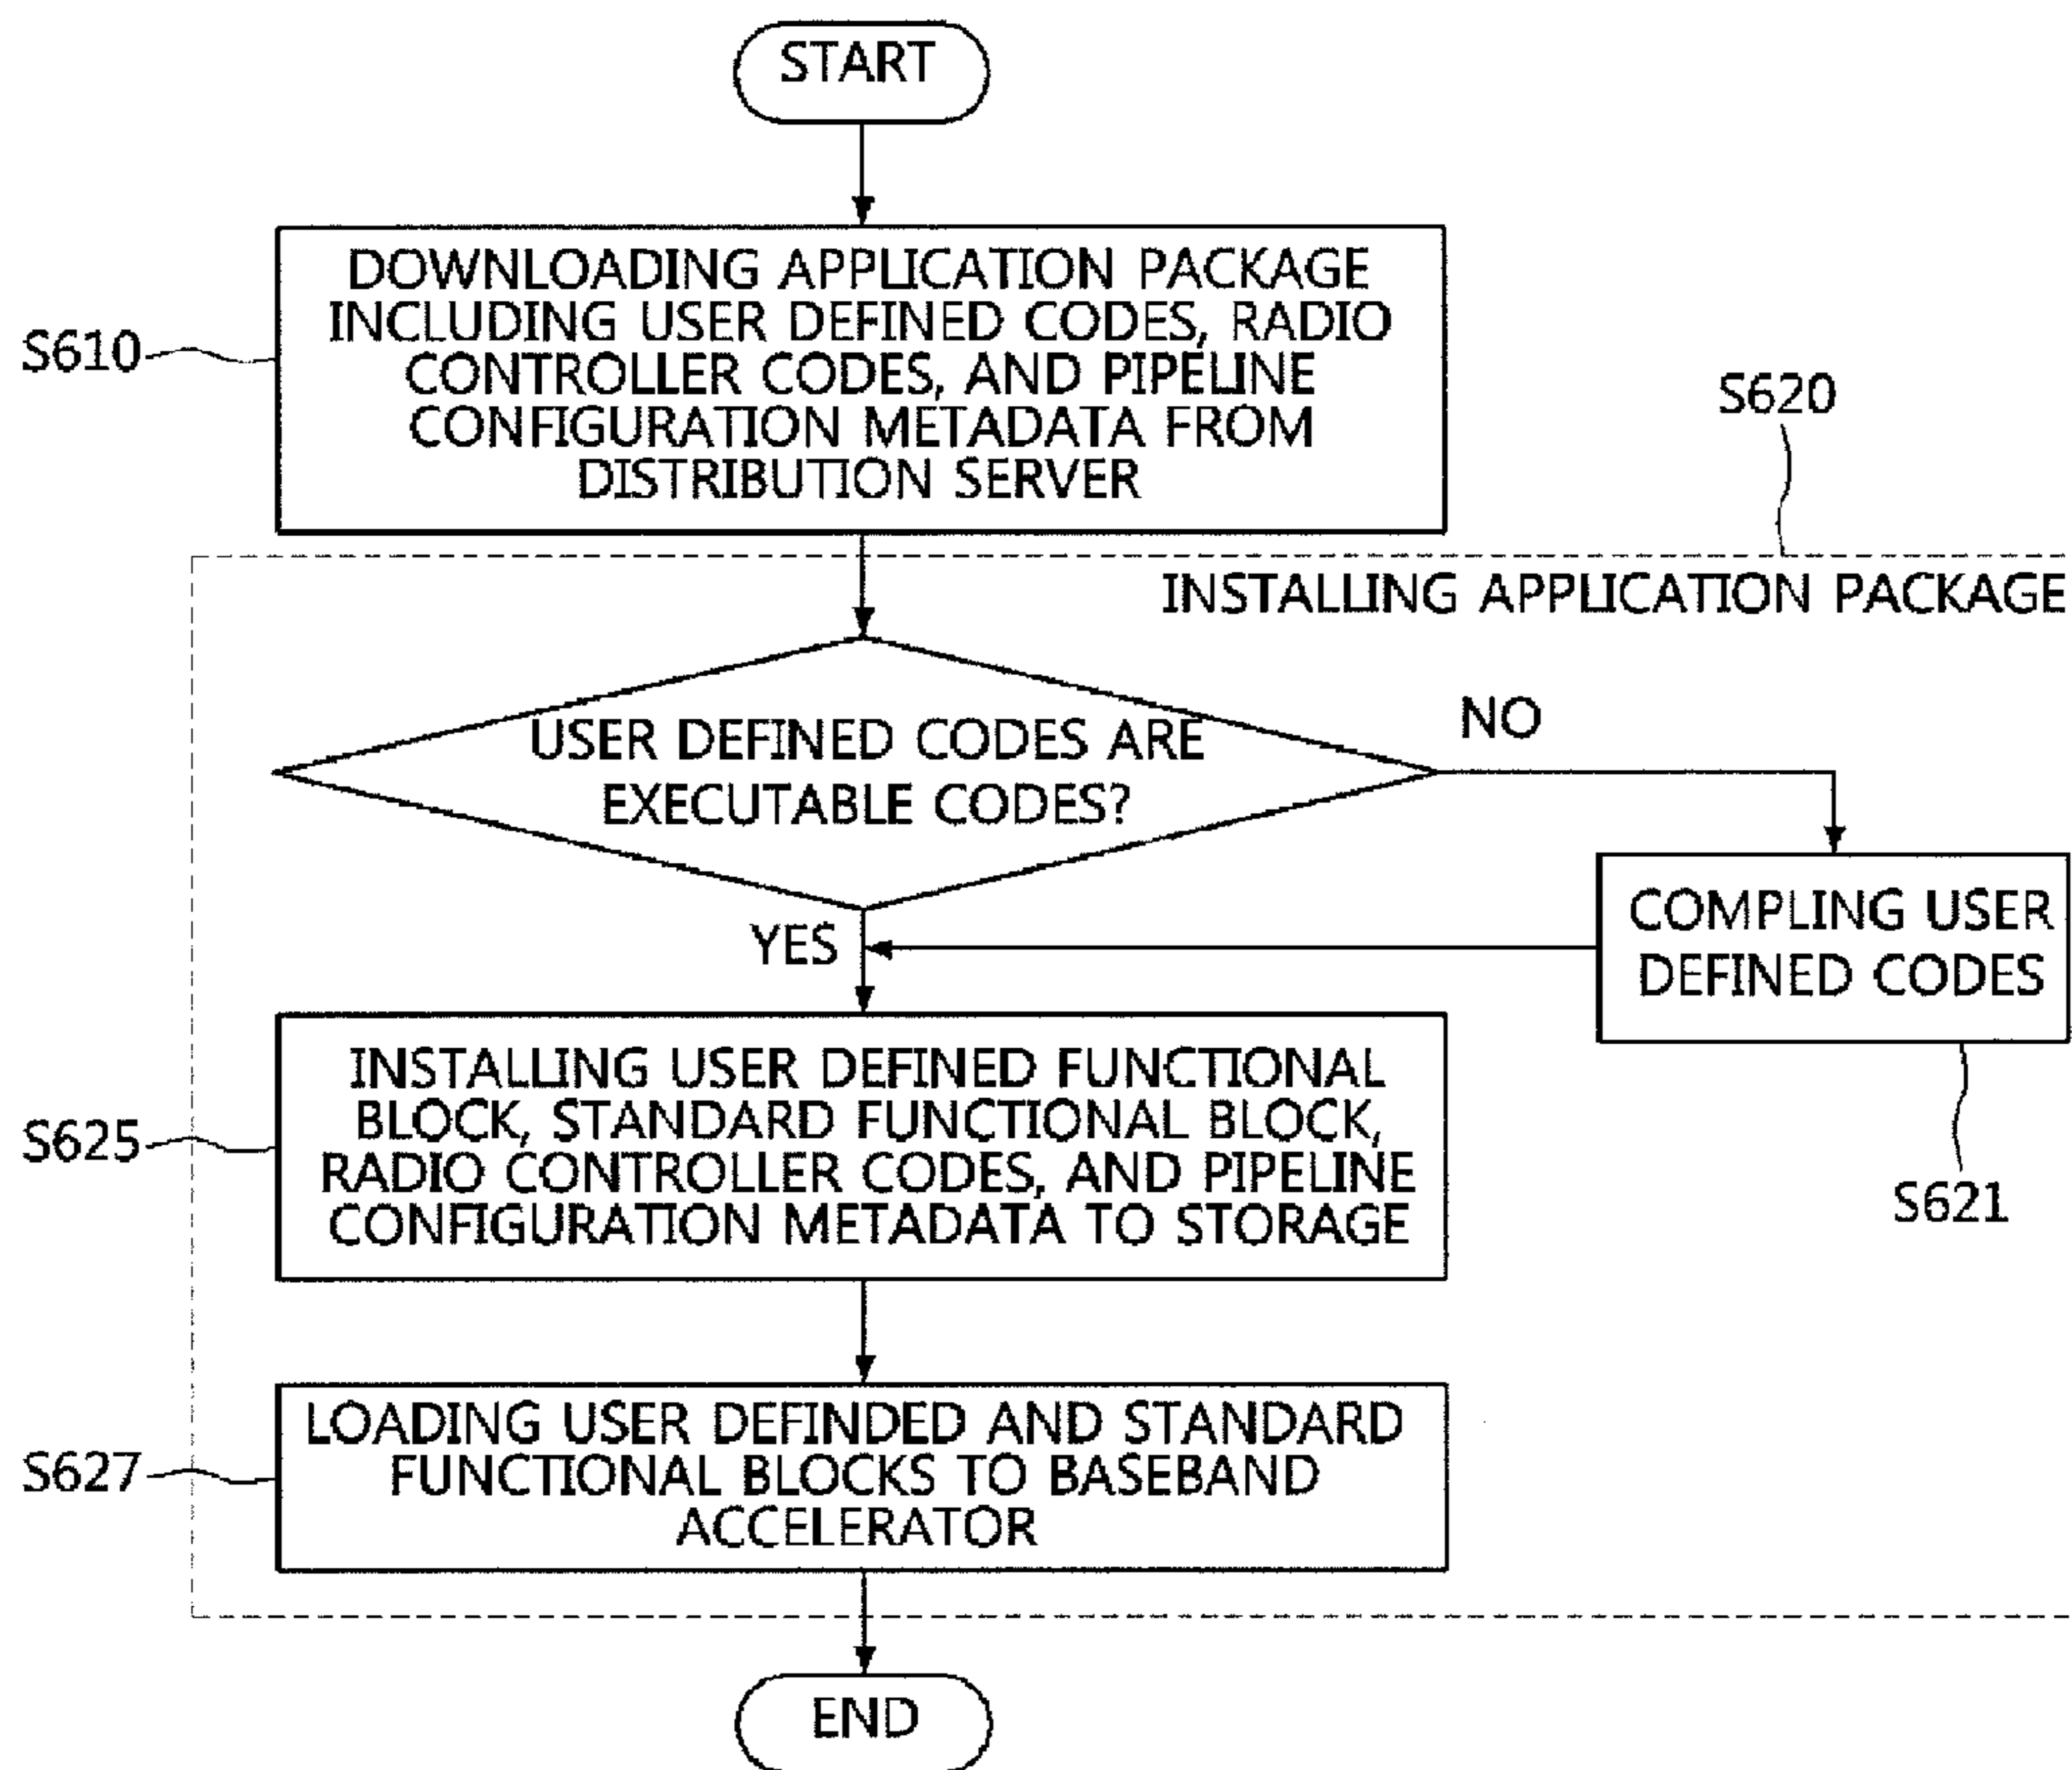 START
DOWNLOADING APPLICATION PACKAGE
INCLUDING USER DEFINED CODES, RADIO
CONTROLLER CODES, AND PIPELINE
CONFIGURATION METADATA FROM
DISTRIBUTION SERVER
S610
S620
INSTALLING APPLICATION PACKAGE
USER DEFINED CODES ARE
EXECUTABLE CODES?
NO
YES
COMPLING USER
DEFINED CODES
S621
INSTALLING USER DEFINED FUNCTIONAL
BLOCK, STANDARD FUNCTIONAL BLOCK,
RADIO CONTROLLER CODES, AND PIPELINE
CONFIGURATION METADATA TO STORAGE
S625
LOADING USER DEFINDED AND STANDARD
FUNCTIONAL BLOCKS TO BASEBAND
ACCELERATOR
S627
END